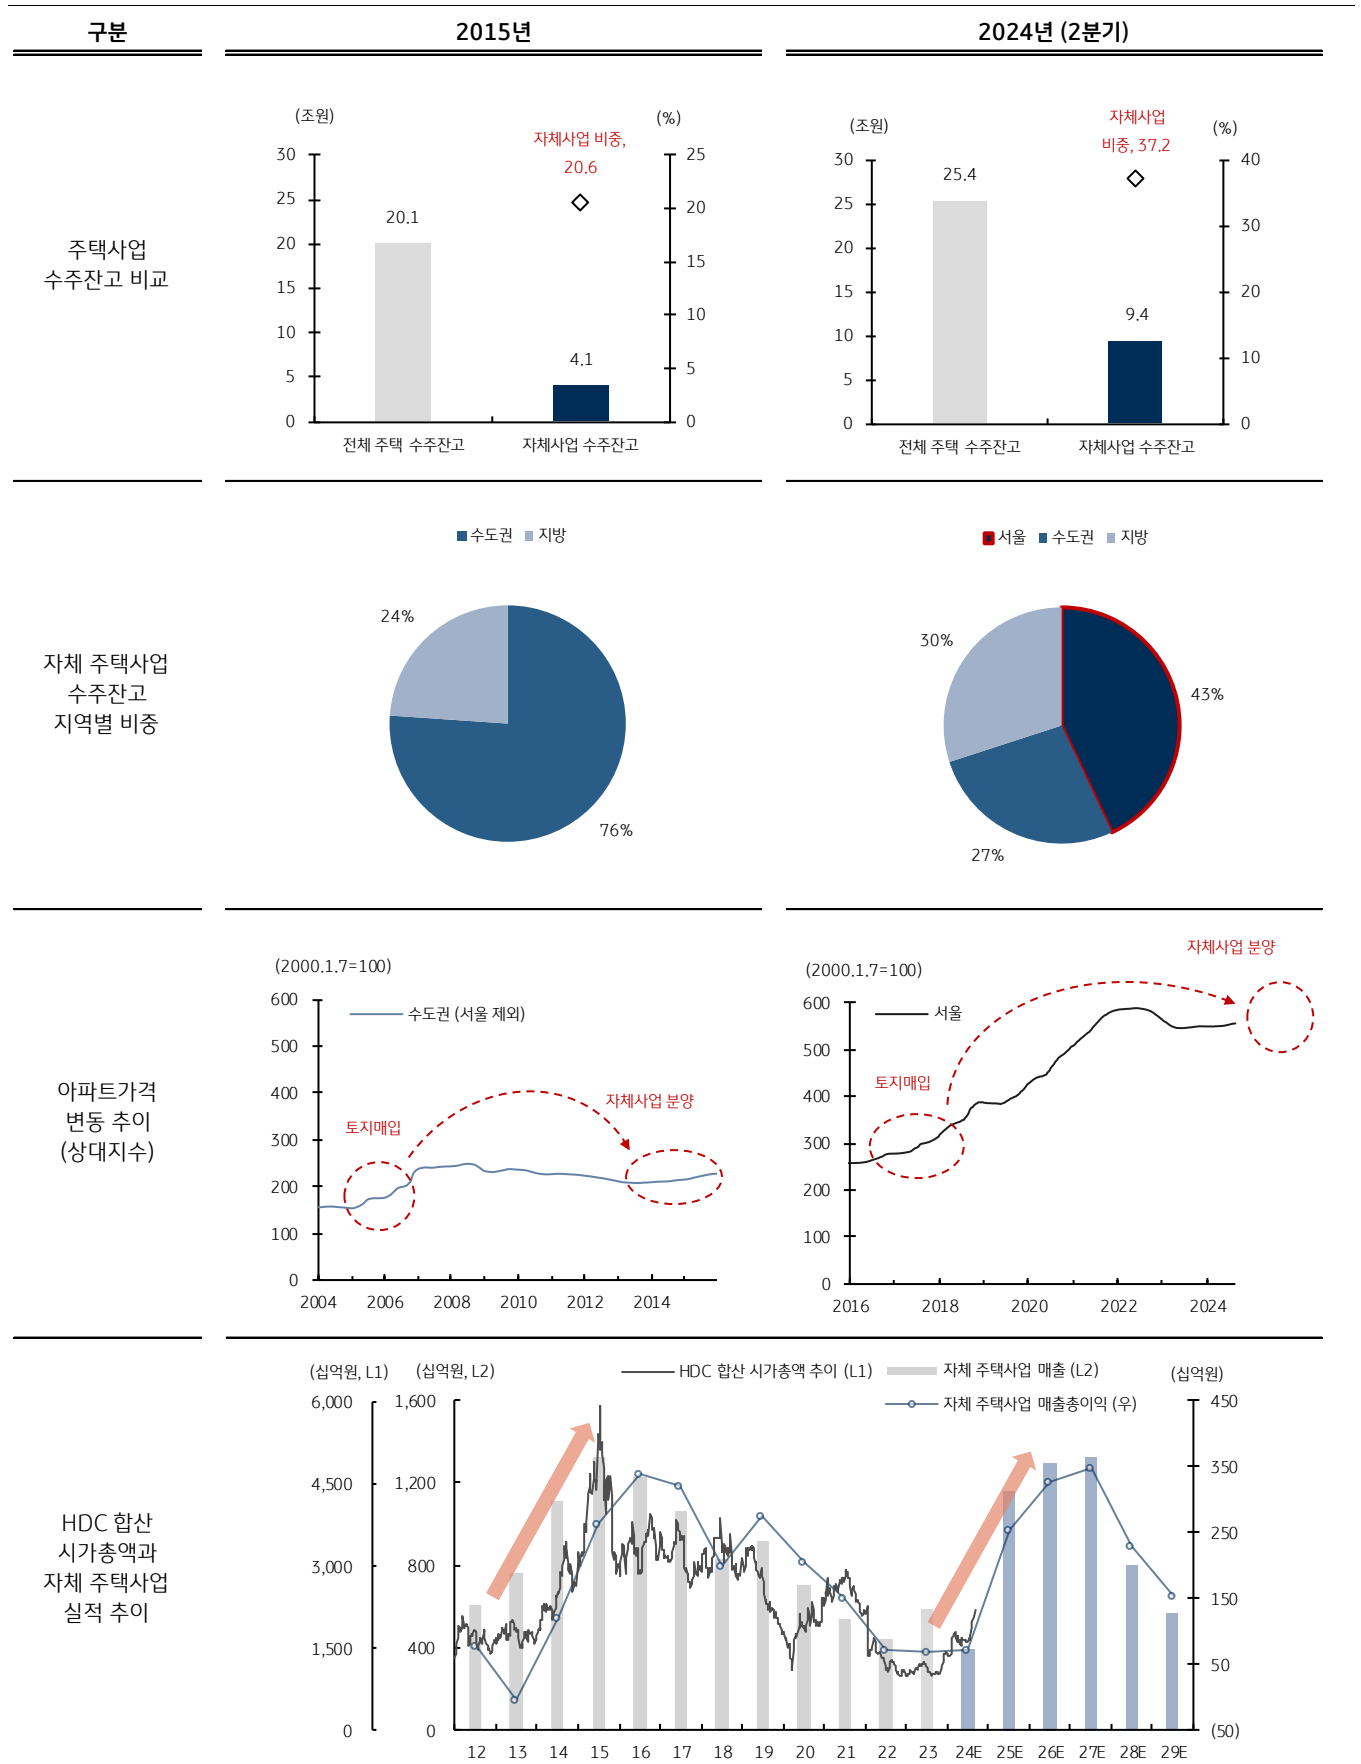 구분
2015년
2024년 (2분기)
주택사업
수주잔고 비교
(조원)
(%)
자체사업 비중,
20.6
30
25
20
15
10
5
0
25
20
15
10
5
0
20.1
4.1
전체 주택 수주잔고
자체사업 수주잔고
(조원)
(%)
자체사업
비중, 37.2
30
25
20
15
10
5
0
40
30
20
10
0
25.4
9.4
전체 주택 수주잔고
자체사업 수주잔고
자체 주택사업
수주잔고
지역별 비중
수도권 지방
24%
76%
서울 수도권 지방
30%
43%
27%
아파트가격
변동 추이
(상대지수)
(2000.1.7=100)
600
500
400
300
200
100
0
수도권 (서울 제외)
토지매입
자체사업 분양
2004 2006 2008 2010 2012 2014
자체사업 분양
(2000.1.7=100)
600
500
400
300
200
100
0
서울
토지매입
2016 2018 2020 2022 2024
HDC 합산
시가총액과
자체 주택사업
실적 추이
(십억원, L1) (십억원, L2)
HDC 합산 시가총액 추이 (L1) 자체 주택사업 매출 (L2)
자체 주택사업 매출총이익 (우)
(십억원)
6,000
4,500
3,000
1,500
0
1,600
1,200
800
400
0
450
350
250
150
50
(50)
12 13 14 15 16 17 18 19 20 21 22 23 24E 25E 26E 27E 28E 29E